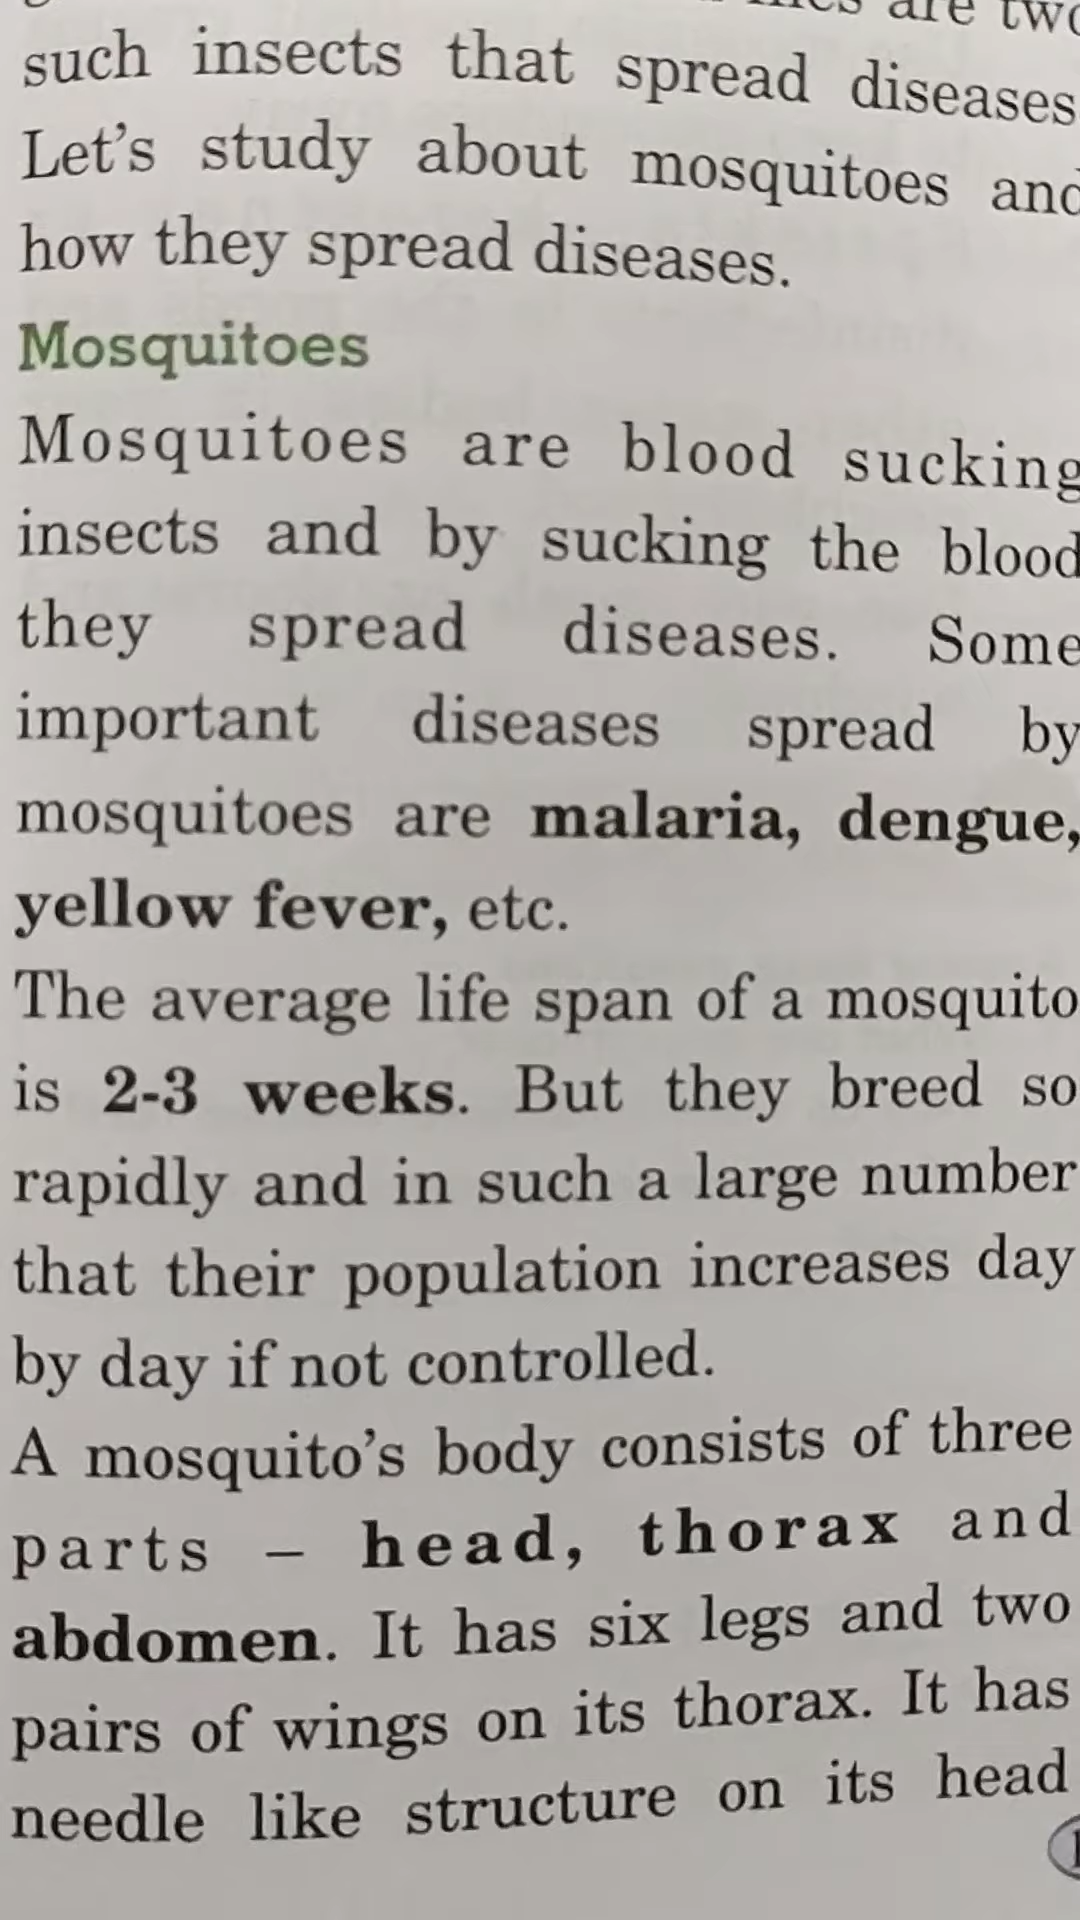 are two
such insects that spread diseases
Let's study about mosquitoes and
how they spread diseases.
Mosquitoes
Mosquitoes are blood sucking
insects and by sucking the blood
they spread diseases. Some
important diseases spread by
mosquitoes are malaria, dengue,
yellow fever, etc.
The average life span of a mosquito
is 2-3 weeks. But they breed so
rapidly and in such a large number
that their population increases day
by day if not controlled.
A mosquito's body consists of three
parts – head, thorax and
abdomen. It has six legs and two
pairs of wings on its thorax. It has
needle like structure on its head